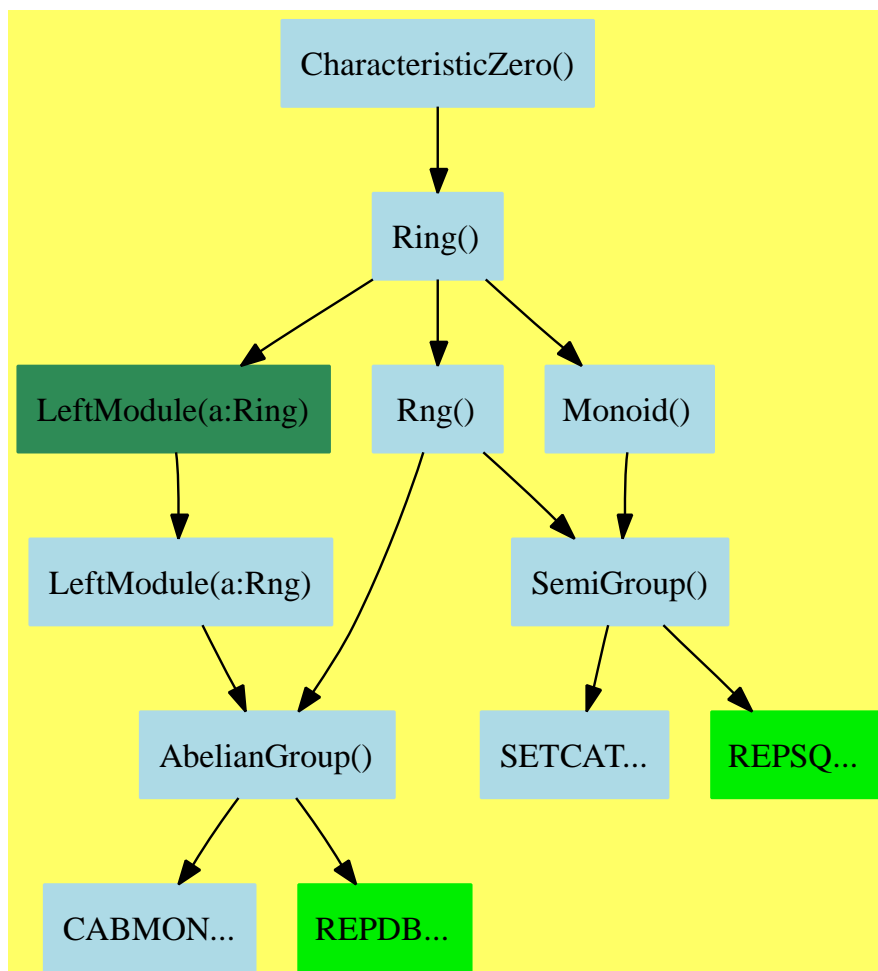 CharacteristicZero()
Ring()
LeftModule(a:Ring)
Rng()
Monoid()
LeftModule(a:Rng)
SemiGroup()
AbelianGroup()
SETCAT...
REPSQ...
CABMON...
REPDB...